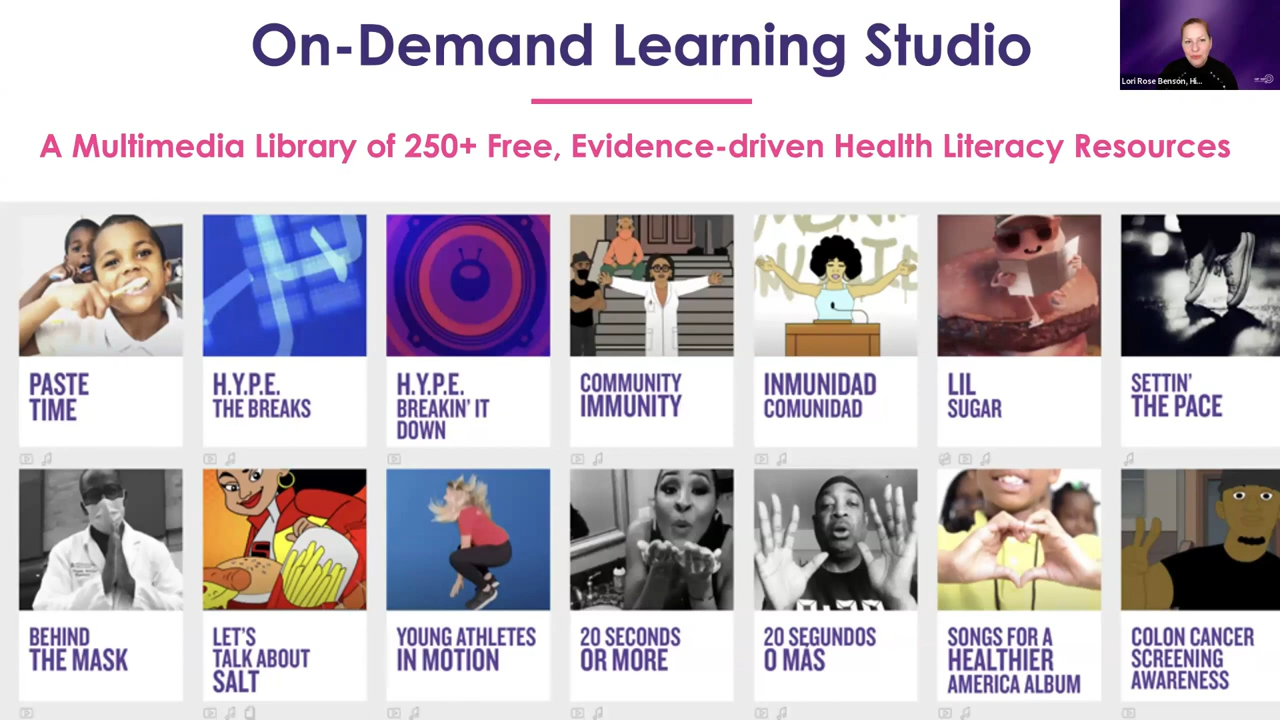 On-Demand Learning Studio
Lori Rose Benson, Hi...
A Multimedia Library of 250+ Free, Evidence-driven Health Literacy Resources
PASTE
TIME
H.Y.P.E.
THE BREAKS
H.Y.P.E.
BREAKIN' IT
DOWN
COMMUNITY
IMMUNITY
INMUNIDAD
COMUNIDAD
LIL
SUGAR
SETTIN'
THE PACE
BEHIND
THE MASK
LET'S
TALK ABOUT
SALT
YOUNG ATHLETES
IN MOTION
20 SECONDS
OR MORE
20 SEGUNDOS
O MÁS
SONGS FOR A
HEALTHIER
AMERICA ALBUM
COLON CANCER
SCREENING
AWARENESS